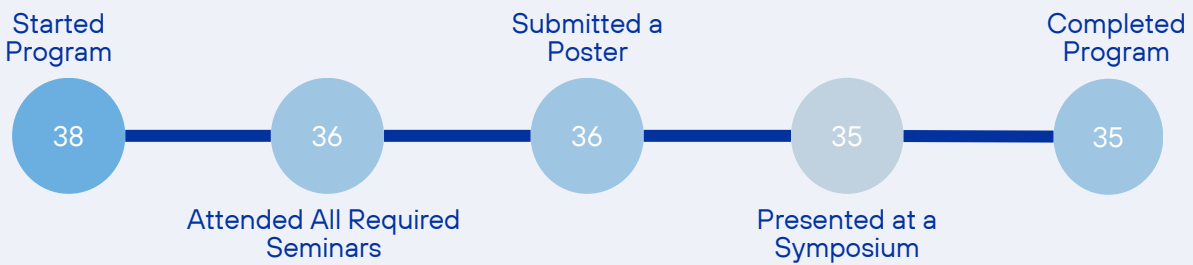 Started
Program
38
Attended All Required
Seminars
36
Submitted a
Poster
36
Presented at a
Symposium
35
Completed
Program
35